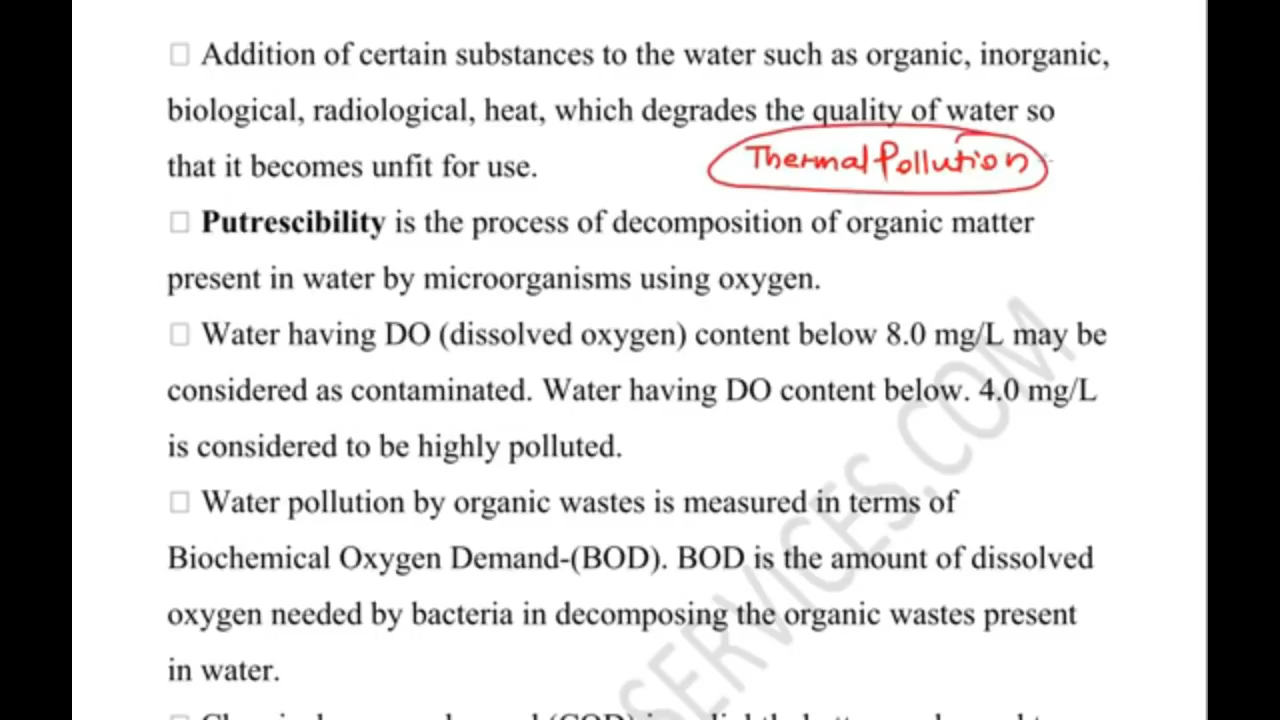 Addition of certain substances to the water such as organic, inorganic,
biological, radiological, heat, which degrades the quality of water so
that it becomes unfit for use.
Thermal Pollution
Putrescibility is the process of decomposition of organic matter
present in water by microorganisms using oxygen.
Water having DO (dissolved oxygen) content below 8.0 mg/L may be
considered as contaminated. Water having DO content below. 4.0 mg/L
is considered to be highly polluted.
Water pollution by organic wastes is measured in terms of
Biochemical Oxygen Demand-(BOD). BOD is the amount of dissolved
oxygen needed by bacteria in decomposing the organic wastes present
in water.
SERVICES.COM